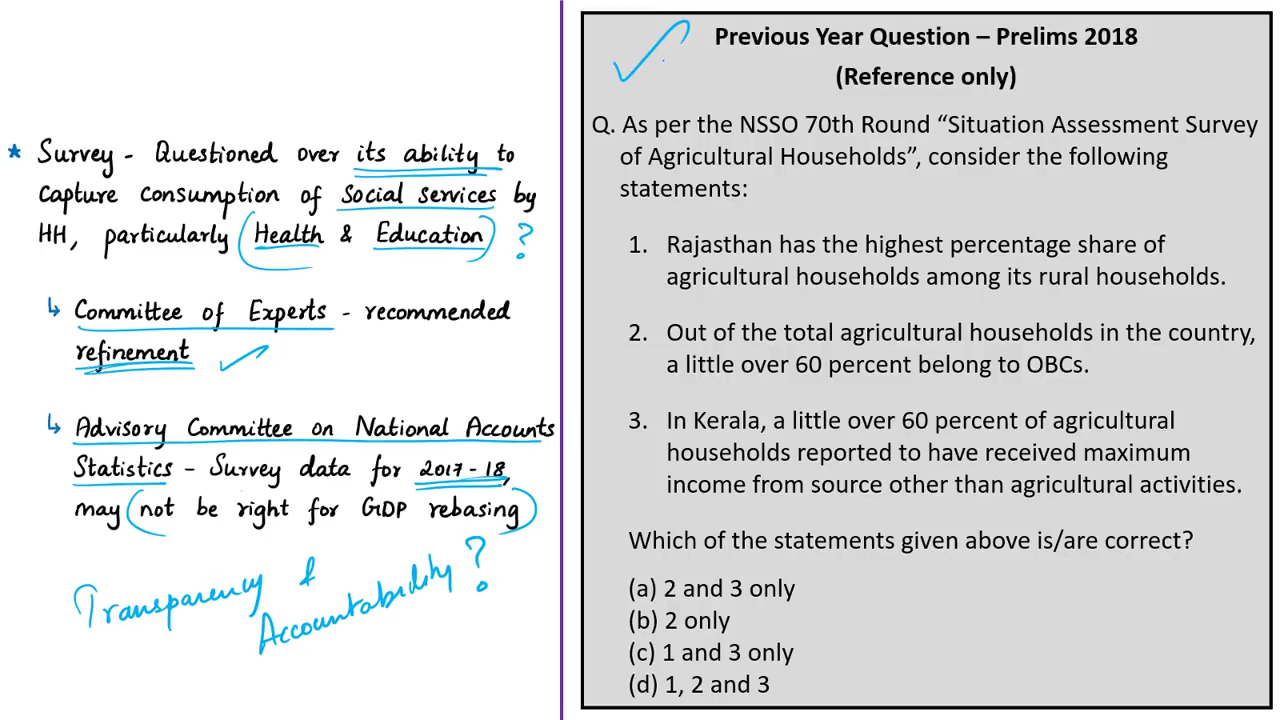 * Survey - Questioned over its ability to
capture consumption of Social services by
HH, particularly (Health & Education) ?
↳ Committee of Experts - recommended
refinement ✓
↳ Advisory Committee on National Accounts
Statistics - Survey data for 2017-18,
may (not be right for GDP rebasing)
Transparency &
Accountability ?
Previous Year Question – Prelims 2018
(Reference only)
Q. As per the NSSO 70th Round “Situation Assessment Survey
of Agricultural Households”, consider the following
statements:
1. Rajasthan has the highest percentage share of
agricultural households among its rural households.
2. Out of the total agricultural households in the country,
a little over 60 percent belong to OBCs.
3. In Kerala, a little over 60 percent of agricultural
households reported to have received maximum
income from source other than agricultural activities.
Which of the statements given above is/are correct?
(a) 2 and 3 only
(b) 2 only
(c) 1 and 3 only
(d) 1, 2 and 3